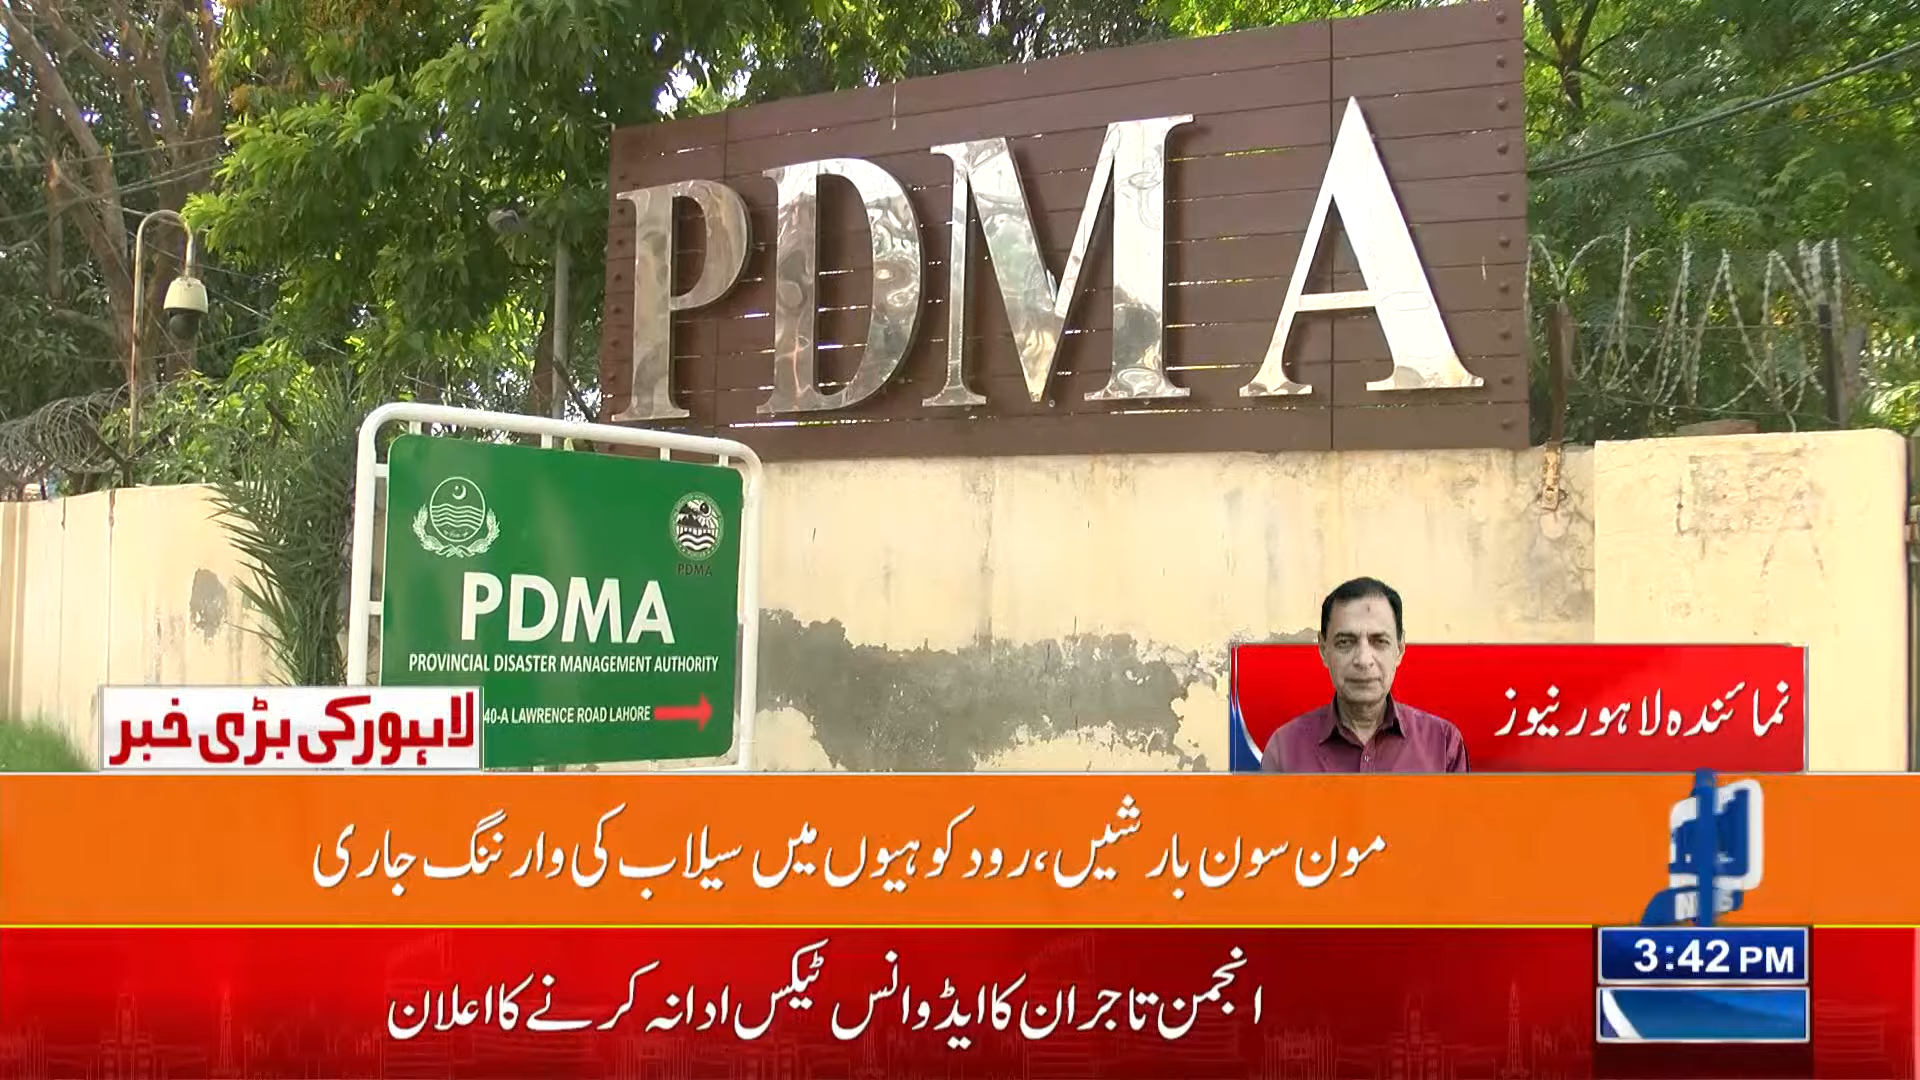 PDMA
PDMA
PDMA
PROVINCIAL DISASTER MANAGEMENT AUTHORITY
40-A LAWRENCE ROAD LAHORE
لاہور کی بڑی خبر
نمائندہ لاہور نیوز
مون سون بارشیں، رود کوہیوں میں سیلاب کی وارننگ جاری
3:42 PM
انجمن تاجران کا ایڈوانس ٹیکس ادا نہ کرنے کا اعلان